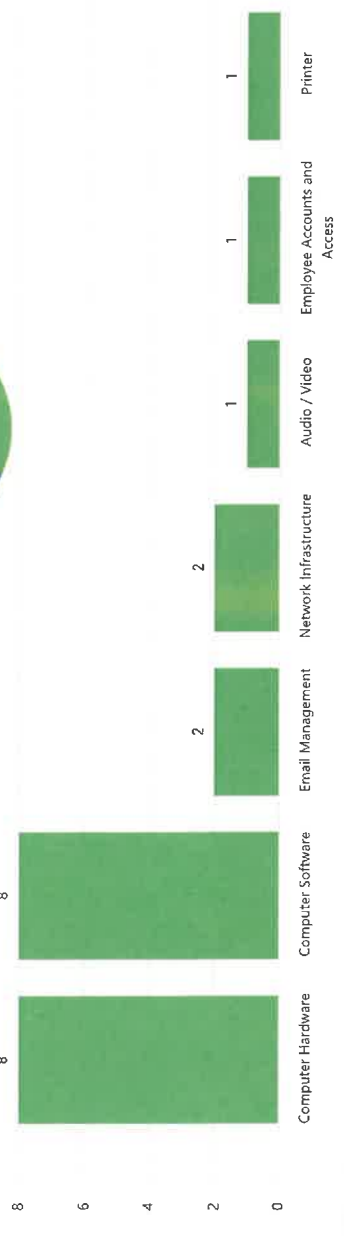 8
6
4
2
0
8
8
2
2
1
1
1
Computer Hardware
Computer Software
Email Management
Network Infrastructure
Audio / Video
Employee Accounts and
Access
Printer